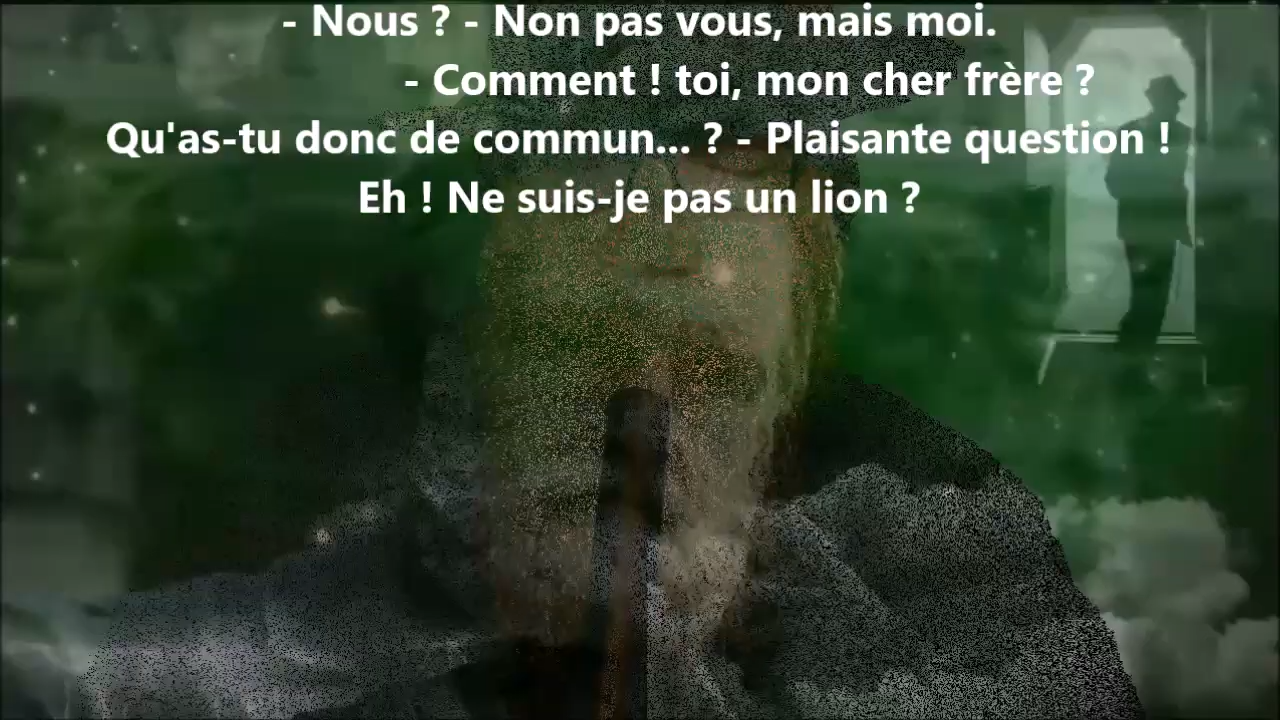 - Nous ? - Non pas vous, mais moi.
- Comment ! toi, mon cher frère ?
Qu'as-tu donc de commun... ? - Plaisante question !
Eh ! Ne suis-je pas un lion ?